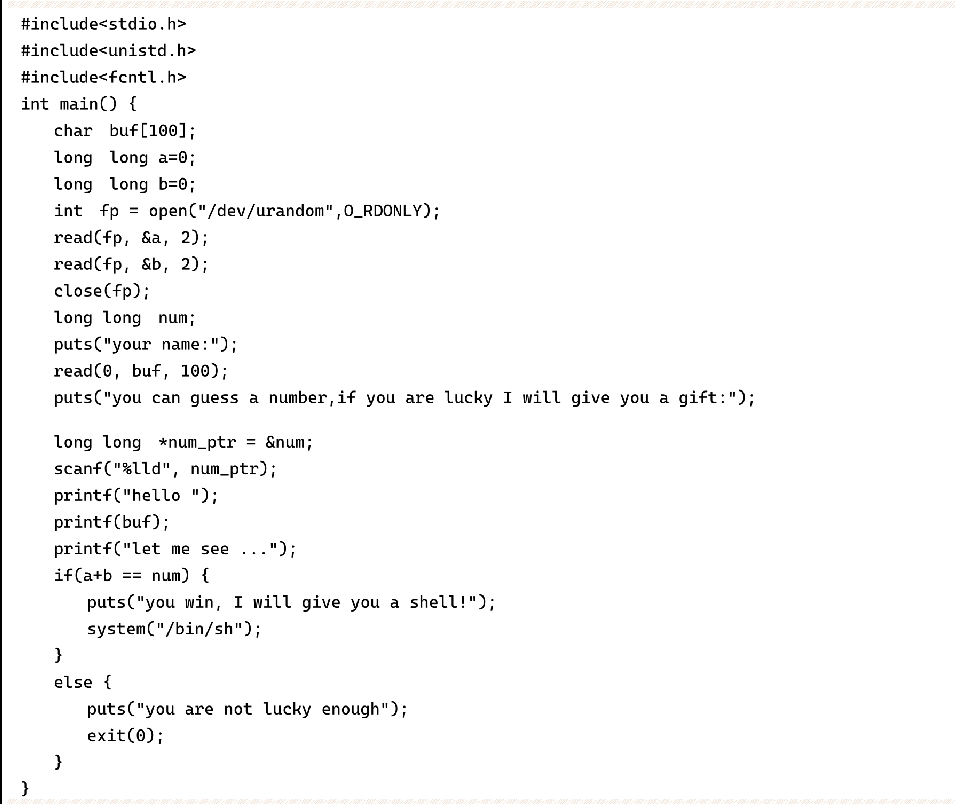 #include<stdio.h>
#include<unistd.h>
#include<fcntl.h>
int main() {
    char  buf[100];
    long  long a=0;
    long  long b=0;
    int  fp = open("/dev/urandom",O_RDONLY);
    read(fp, &a, 2);
    read(fp, &b, 2);
    close(fp);
    long long  num;
    puts("your name:");
    read(0, buf, 100);
    puts("you can guess a number,if you are lucky I will give you a gift:");
    long long  *num_ptr = &num;
    scanf("%lld", num_ptr);
    printf("hello ");
    printf(buf);
    printf("let me see ...");
    if(a+b == num) {
        puts("you win, I will give you a shell!");
        system("/bin/sh");
    }
    else {
        puts("you are not lucky enough");
        exit(0);
    }
}